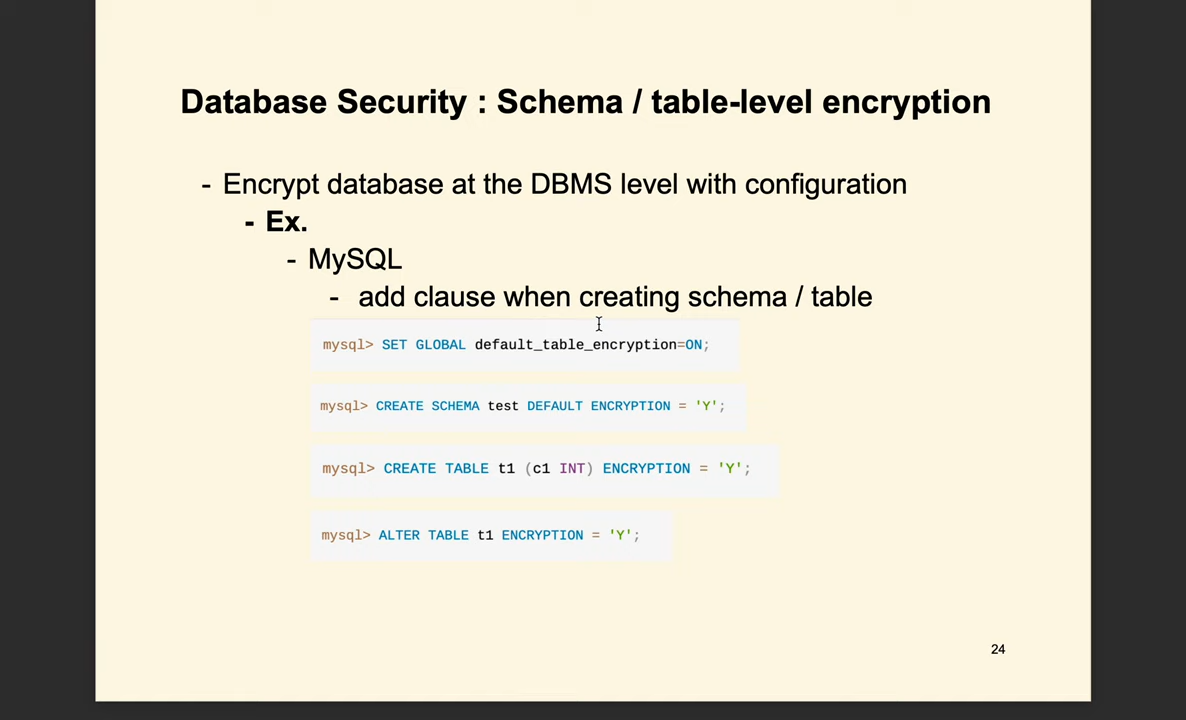 Database Security : Schema / table-level encryption
- Encrypt database at the DBMS level with configuration
- Ex.
- MySQL
- add clause when creating schema / table
mysql> SET GLOBAL default_table_encryption=ON;
mysql> CREATE SCHEMA test DEFAULT ENCRYPTION = 'Y';
mysql> CREATE TABLE t1 (c1 INT) ENCRYPTION = 'Y';
mysql> ALTER TABLE t1 ENCRYPTION = 'Y';
24